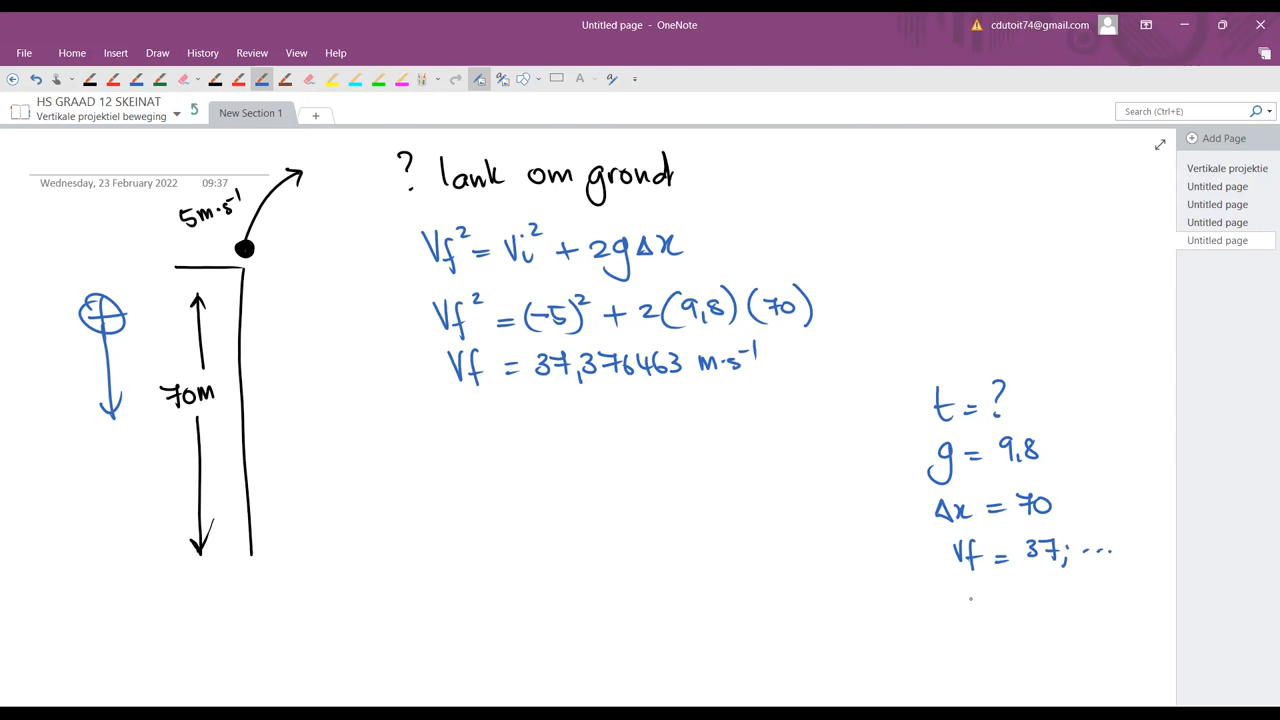 Untitled page - OneNote
cdutoit74@gmail.com
File Home Insert Draw History Review View Help
HS GRAAD 12 SKEINAT
Vertikale projektiel beweging
New Section 1
Search (Ctrl+E)
Add Page
Vertikale projektie
Untitled page
Untitled page
Untitled page
Untitled page
Wednesday, 23 February 2022 09:37
? lank om grond
5m·s⁻¹
Vf² = Vi² + 2gΔx
Vf² = (-5)² + 2(9,8)(70)
Vf = 37,376463 m·s⁻¹
70m
t = ?
g = 9,8
Δx = 70
Vf = 37; ...